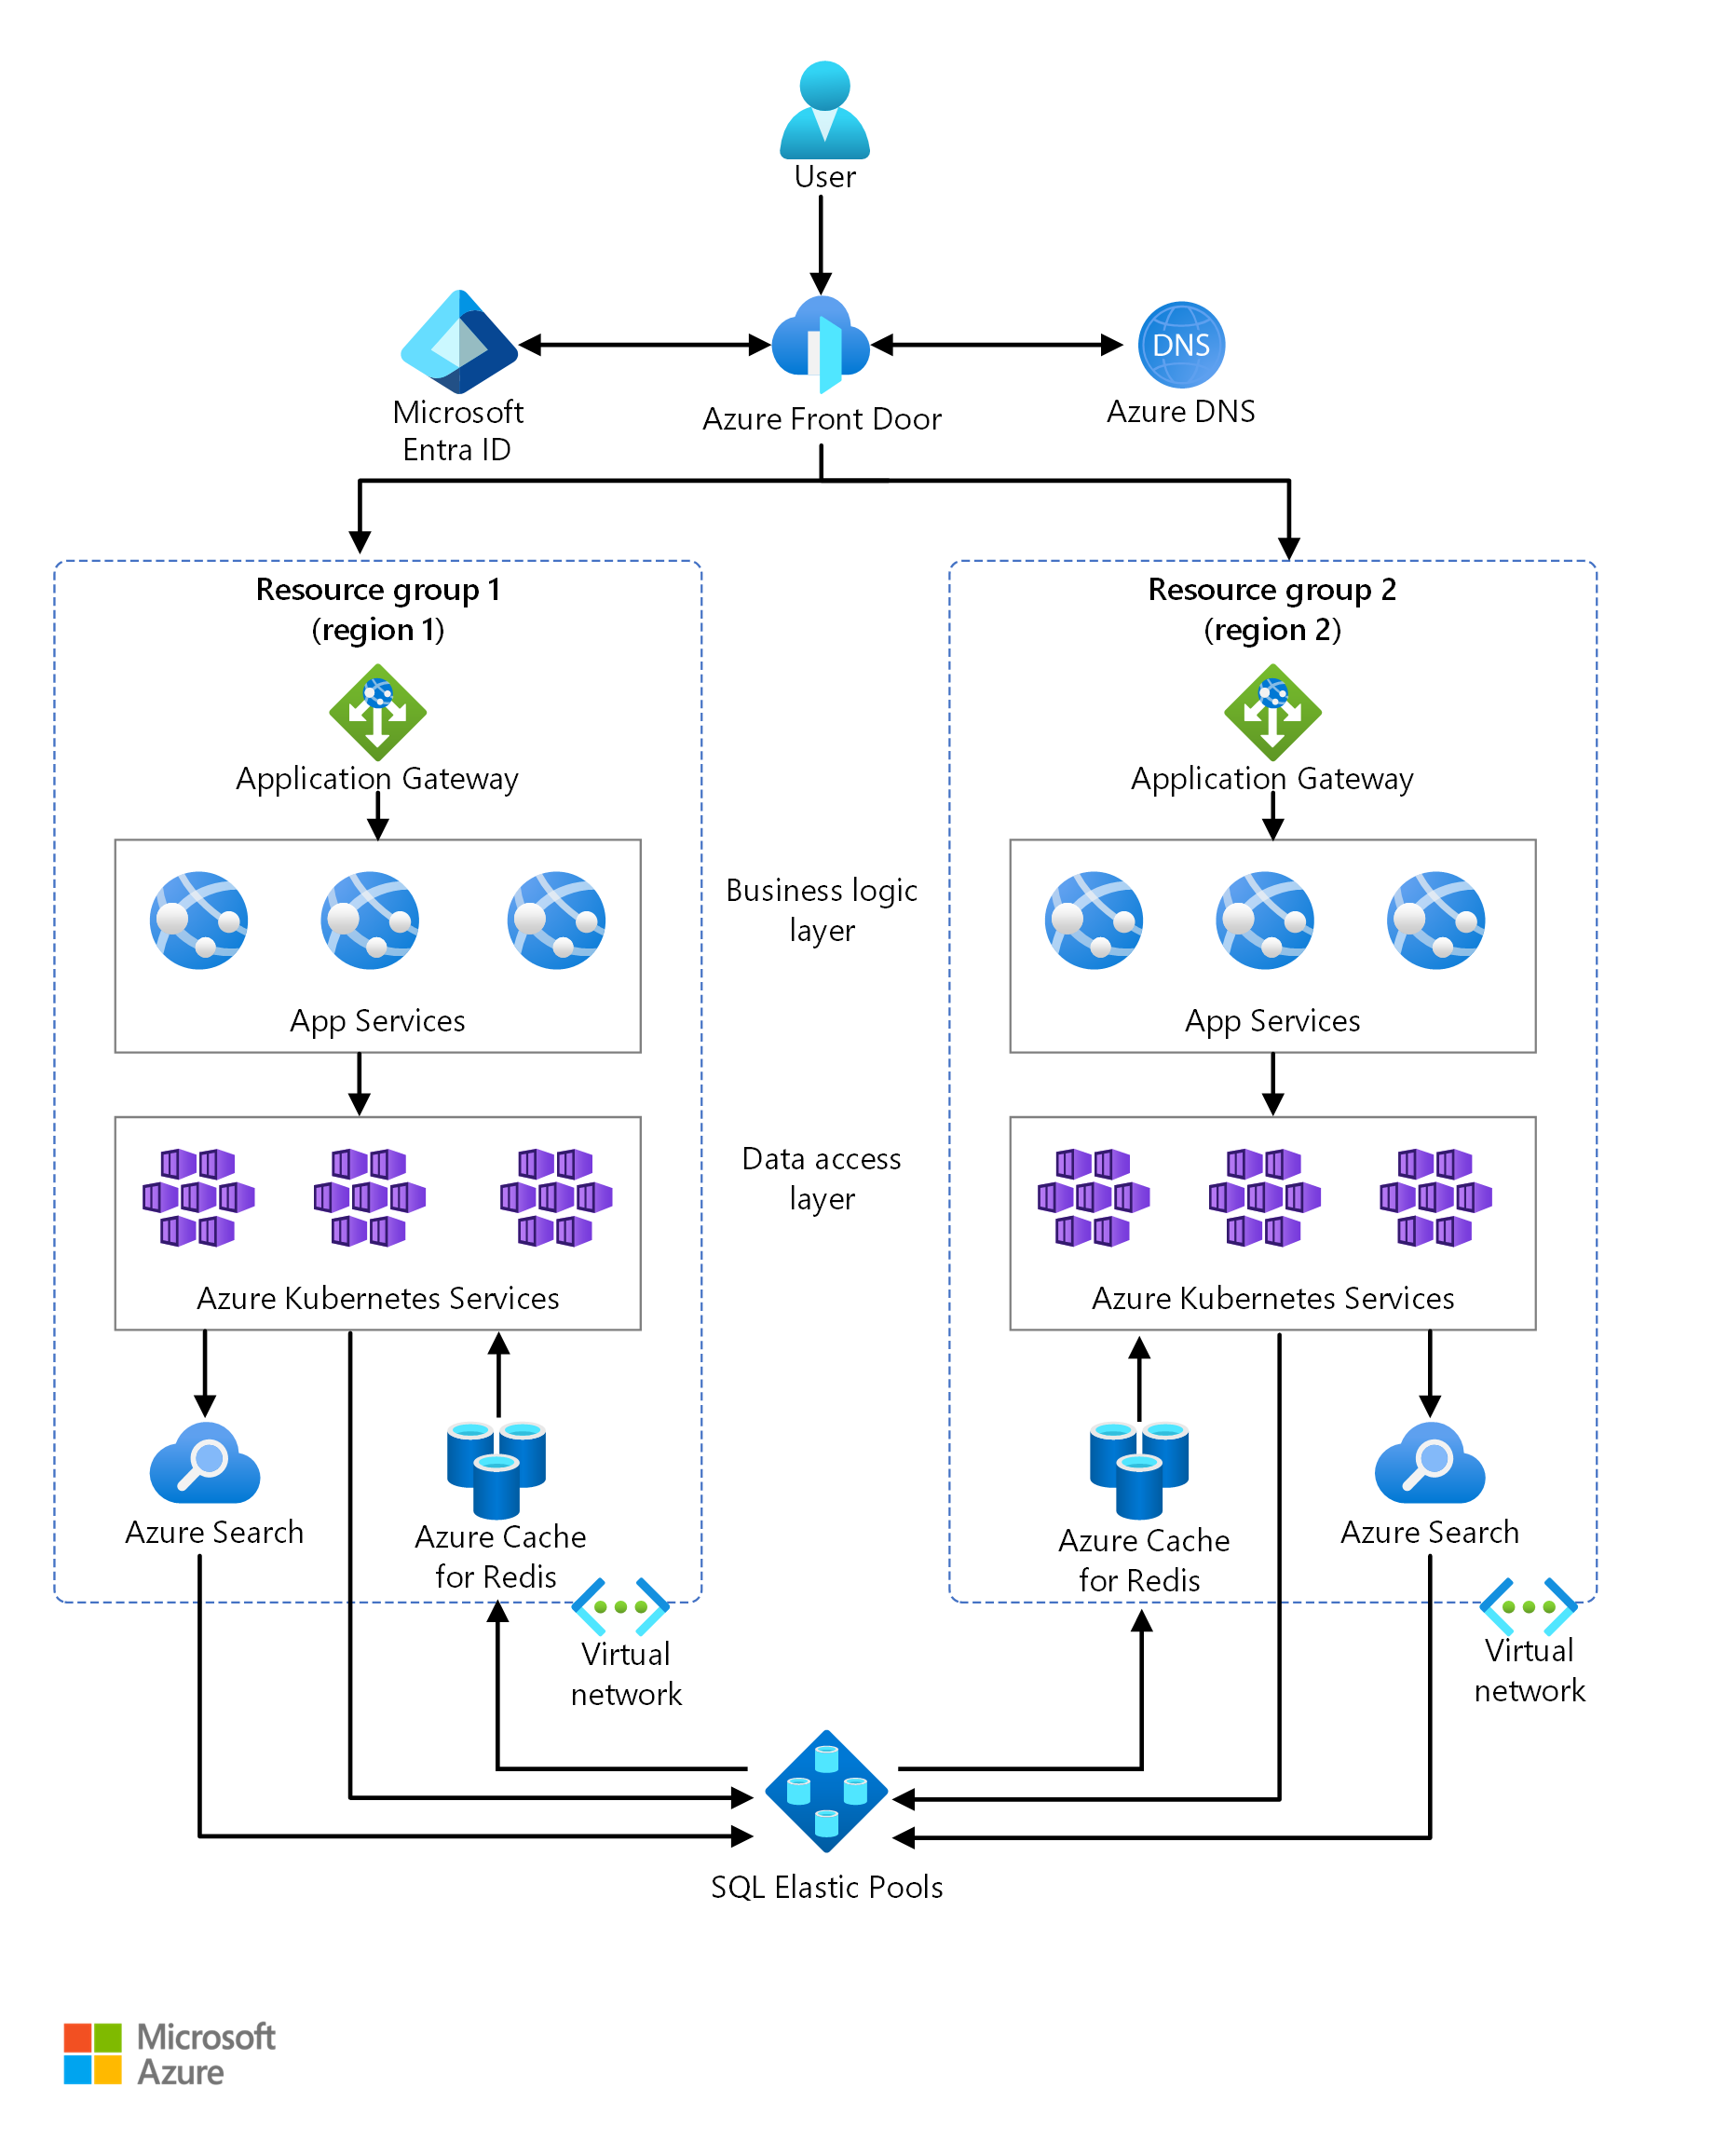 User
Microsoft
Entra ID
Azure Front Door
DNS
Azure DNS
Resource group 1
(region 1)
Application Gateway
App Services
Azure Kubernetes Services
Azure Search
Azure Cache
for Redis
Virtual
network
Business logic
layer
Data access
layer
Resource group 2
(region 2)
Application Gateway
App Services
Azure Kubernetes Services
Azure Cache
for Redis
Azure Search
Virtual
network
SQL Elastic Pools
Microsoft
Azure